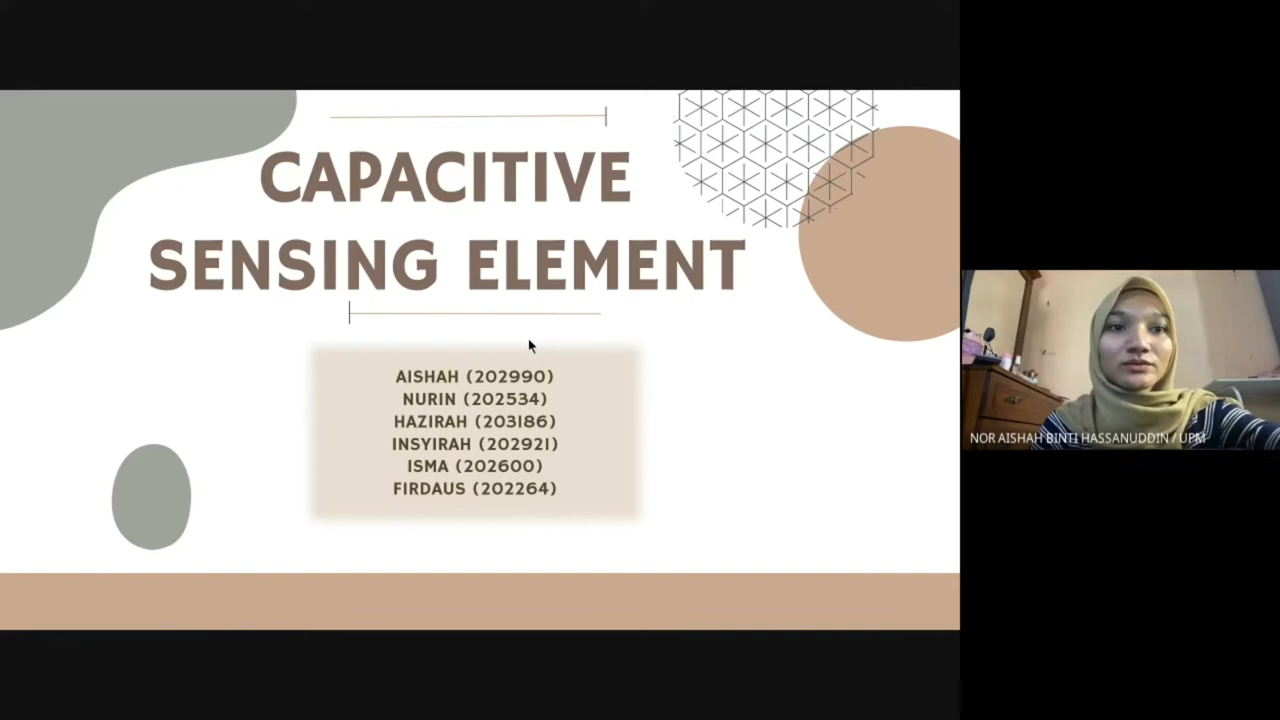 CAPACITIVE
SENSING ELEMENT
AISHAH (202990)
NURIN (202534)
HAZIRAH (203186)
INSYIRAH (202921)
ISMA (202600)
FIRDAUS (202264)
NOR AISHAH BINTI HASSANUDDIN / UPM